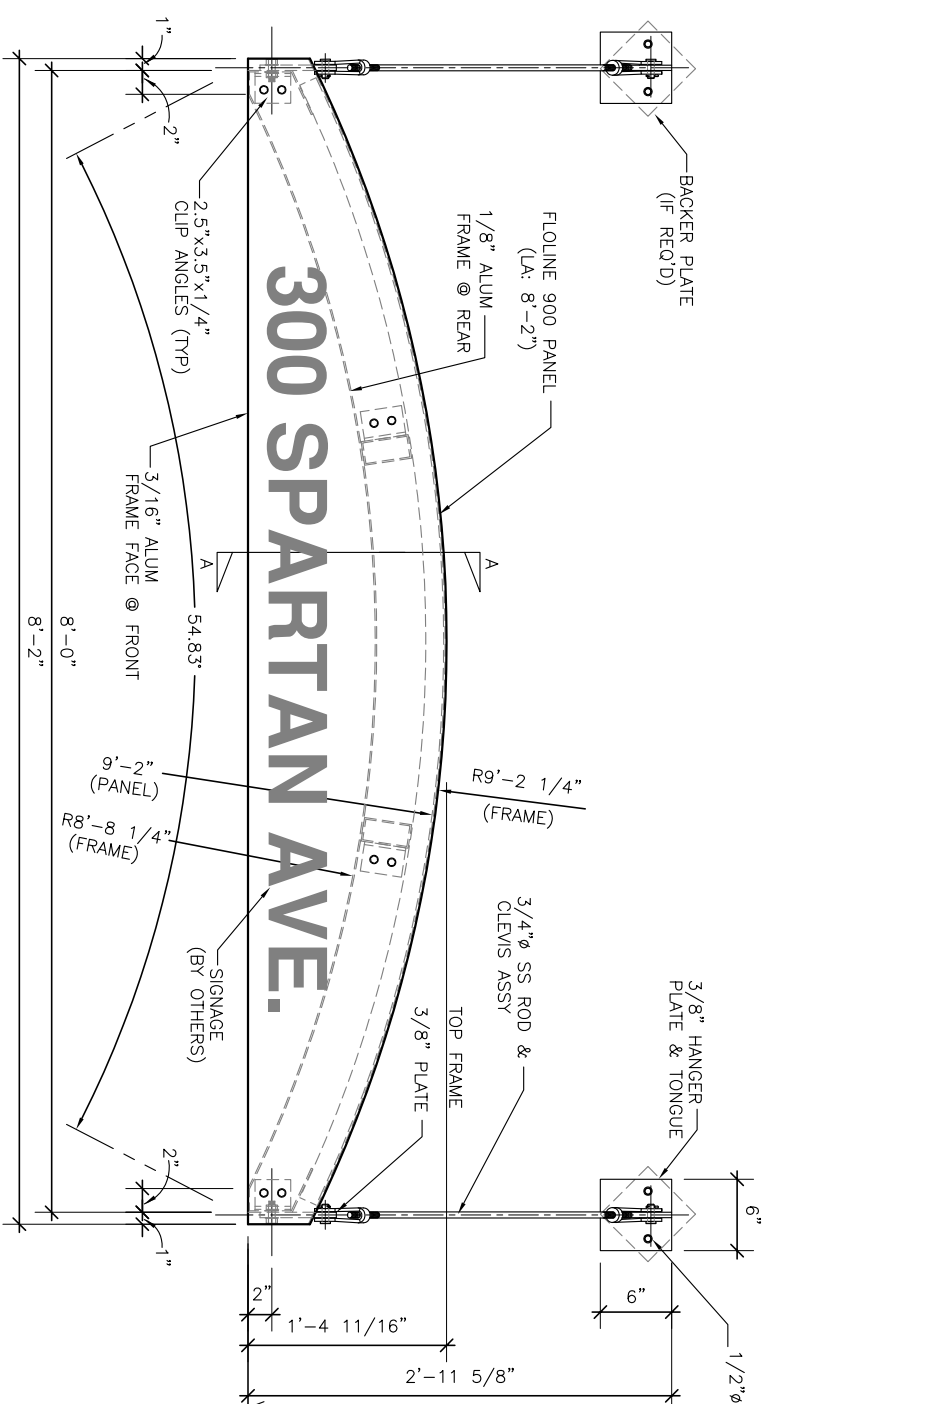 BACKER PLATE
(IF REQ'D)
FLOLINE 900 PANEL
(LA: 8'-2")
1/8" ALUM
FRAME @ REAR
2.5"x3.5"x1/4"
CLIP ANGLES (TYP)
1"
2"
3/8" HANGER
PLATE & TONGUE
3/4"ø SS ROD &
CLEVIS ASSY
TOP FRAME
3/8" PLATE
R9'-2 1/4"
(FRAME)
A
A
300 SPARTAN AVE.
3/16" ALUM
FRAME FACE @ FRONT
54.83°
9'-2"
(PANEL)
R8'-8 1/4"
(FRAME)
SIGNAGE
(BY OTHERS)
2"
1"
8'-0"
8'-2"
6"
6"
1/2"ø
2"
1'-4 11/16"
2'-11 5/8"